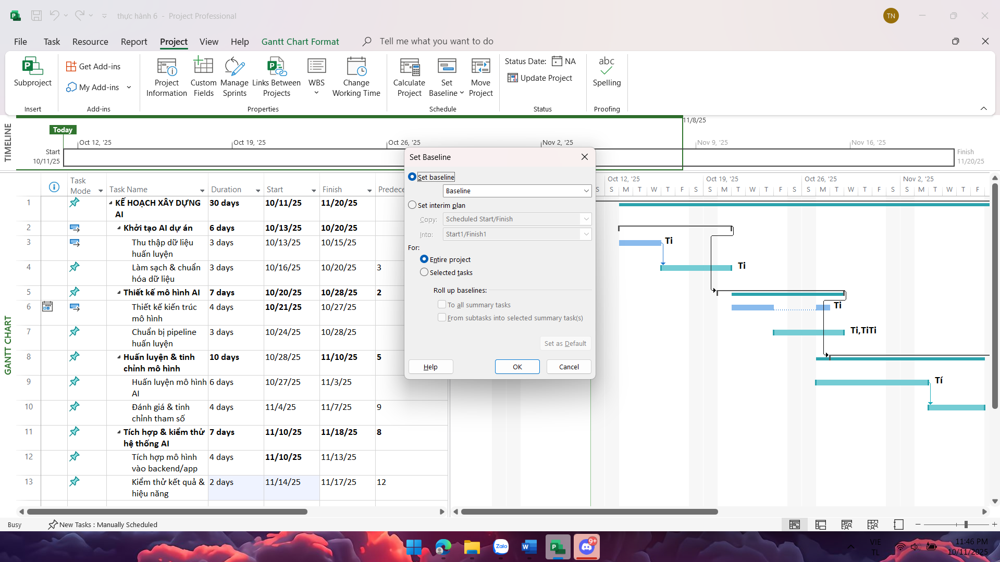 thực hành 6 - Project Professional
TN
File Task Resource Report Project View Help Gantt Chart Format Tell me what you want to do
Subproject
Get Add-ins
My Add-ins
Project Information
Custom Fields
Manage Sprints
Links Between Projects
WBS
Change Working Time
Calculate Project
Set Baseline
Move Project
Status Date: NA
Update Project
abc
Spelling
Insert Add-ins Properties Schedule Status Proofing
TIMELINE
Today
11/8/25
Oct 12, '25 Oct 19, '25 Oct 26, '25 Nov 2, '25 Nov 9, '25 Nov 16, '25
Start
10/11/25
Finish
11/20/25
GANTT CHART
Task Mode Task Name Duration Start Finish Predece
1 KẾ HOẠCH XÂY DỰNG AI 30 days 10/11/25 11/20/25
2 Khởi tạo AI dự án 6 days 10/13/25 10/20/25
3 Thu thập dữ liệu huấn luyện 3 days 10/13/25 10/15/25
4 Làm sạch & chuẩn hóa dữ liệu 3 days 10/16/25 10/20/25 3
5 Thiết kế mô hình AI 7 days 10/20/25 10/28/25 2
6 Thiết kế kiến trúc mô hình 4 days 10/21/25 10/27/25
7 Chuẩn bị pipeline huấn luyện 3 days 10/24/25 10/28/25
8 Huấn luyện & tinh chỉnh mô hình 10 days 10/28/25 11/10/25 5
9 Huấn luyện mô hình AI 6 days 10/27/25 11/3/25
10 Đánh giá & tinh chỉnh tham số 4 days 11/4/25 11/7/25 9
11 Tích hợp & kiểm thử hệ thống AI 7 days 11/10/25 11/18/25 8
12 Tích hợp mô hình vào backend/app 4 days 11/10/25 11/13/25
13 Kiểm thử kết quả & hiệu năng 2 days 11/14/25 11/17/25 12
Set Baseline
Set baseline
Baseline
Set interim plan
Copy: Scheduled Start/Finish
Into: Start1/Finish1
For:
Entire project
Selected tasks
Roll up baselines:
To all summary tasks
From subtasks into selected summary task(s)
Set as Default
Help OK Cancel
Oct 12, '25 Oct 19, '25 Oct 26, '25 Nov 2, '25
S S M T W T F S S M T W T F S S M T W T F S S M T W T F
Ti
Ti
Ti
Ti,TiTi
Tí
Busy New Tasks : Manually Scheduled
Zalo
W
9+
VIE
TL
11:46 PM
10/11/2025